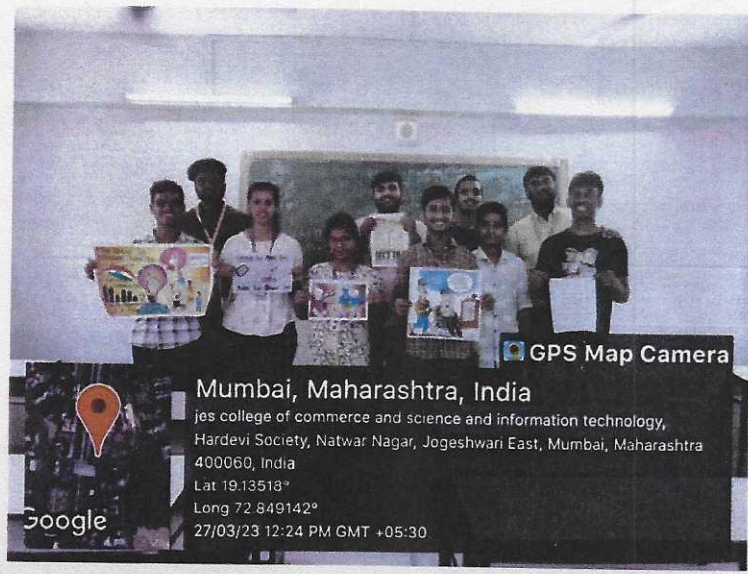 GPS Map Camera
Mumbai, Maharashtra, India
jes college of commerce and science and information technology,
Hardevi Society, Natwar Nagar, Jogeshwari East, Mumbai, Maharashtra
400060, India
Lat 19.13518°
Long 72.849142°
27/03/23 12:24 PM GMT +05:30
Google